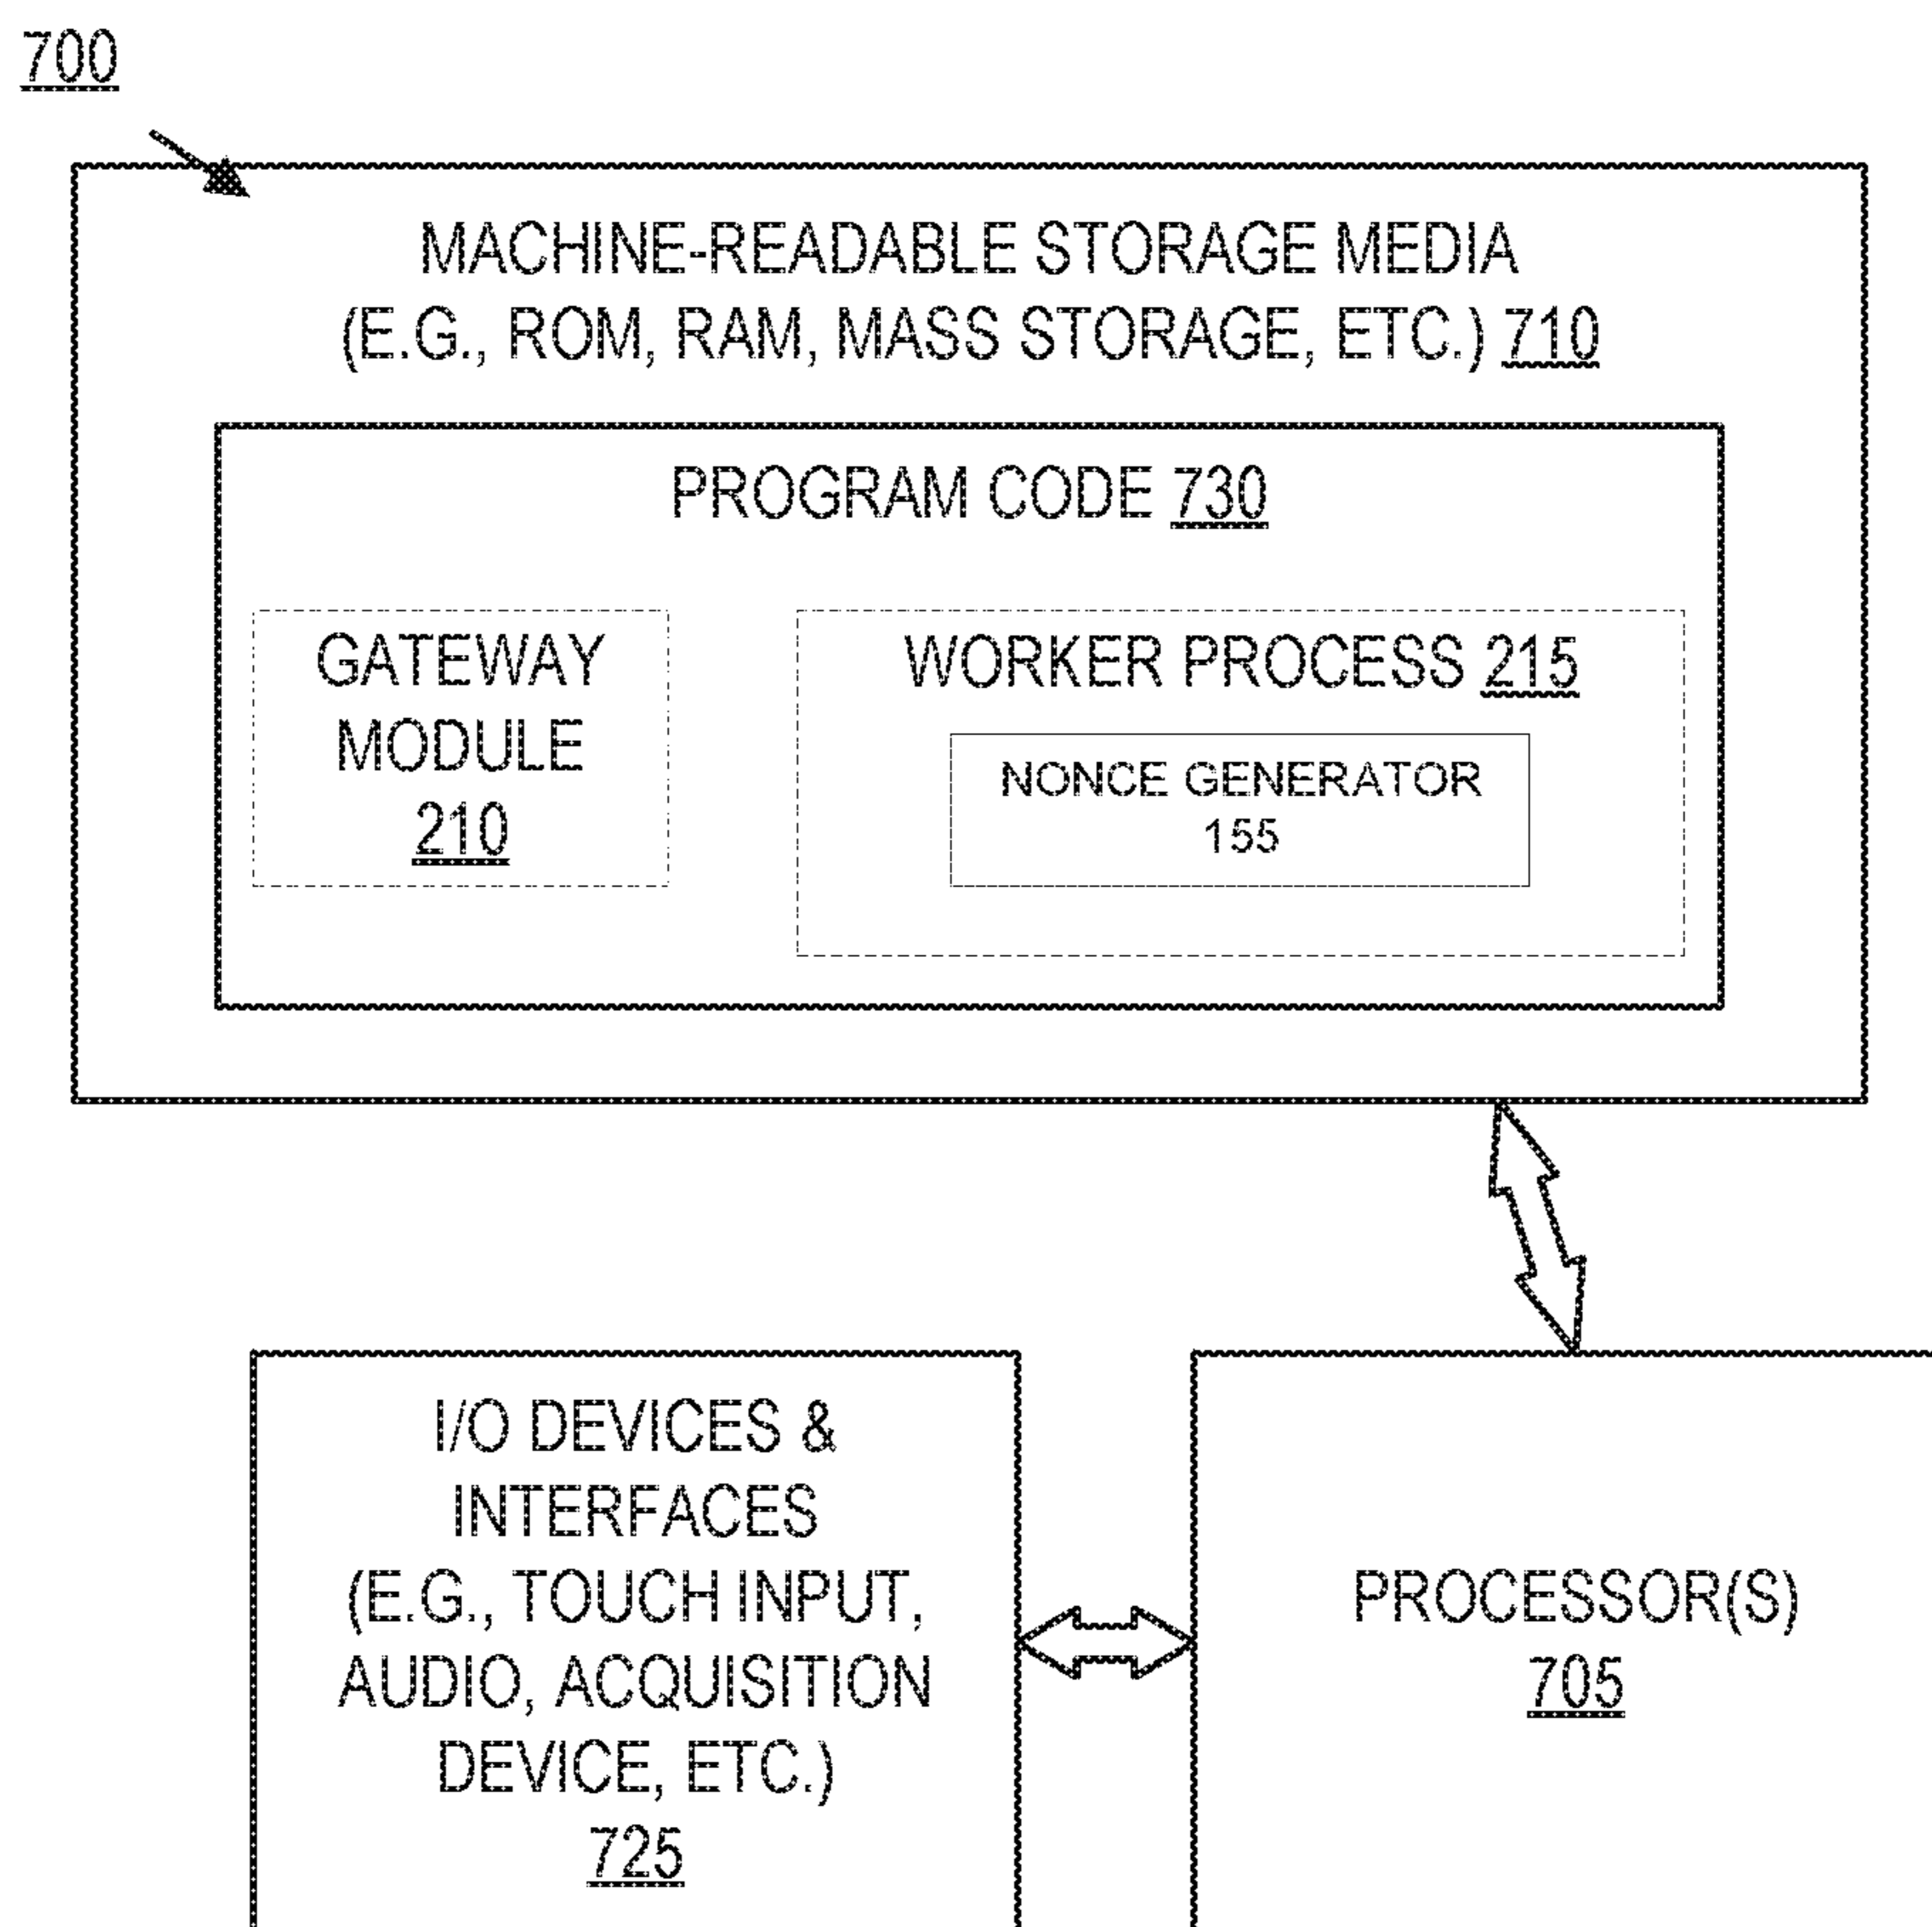 700
MACHINE-READABLE STORAGE MEDIA
(E.G., ROM, RAM, MASS STORAGE, ETC.) 710
PROGRAM CODE 730
GATEWAY
MODULE
210
WORKER PROCESS 215
NONCE GENERATOR
155
I/O DEVICES &
INTERFACES
(E.G., TOUCH INPUT,
AUDIO, ACQUISITION
DEVICE, ETC.)
725
PROCESSOR(S)
705